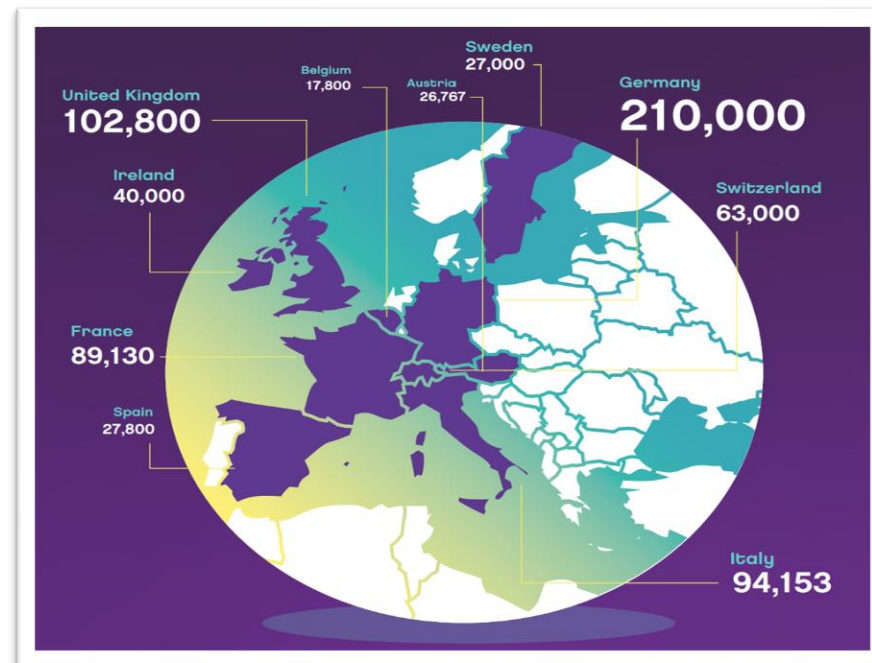 Sweden
27,000
Belgium
17,800
Austria
26,767
Germany
210,000
United Kingdom
102,800
Ireland
40,000
Switzerland
63,000
France
89,130
Spain
27,800
Italy
94,153